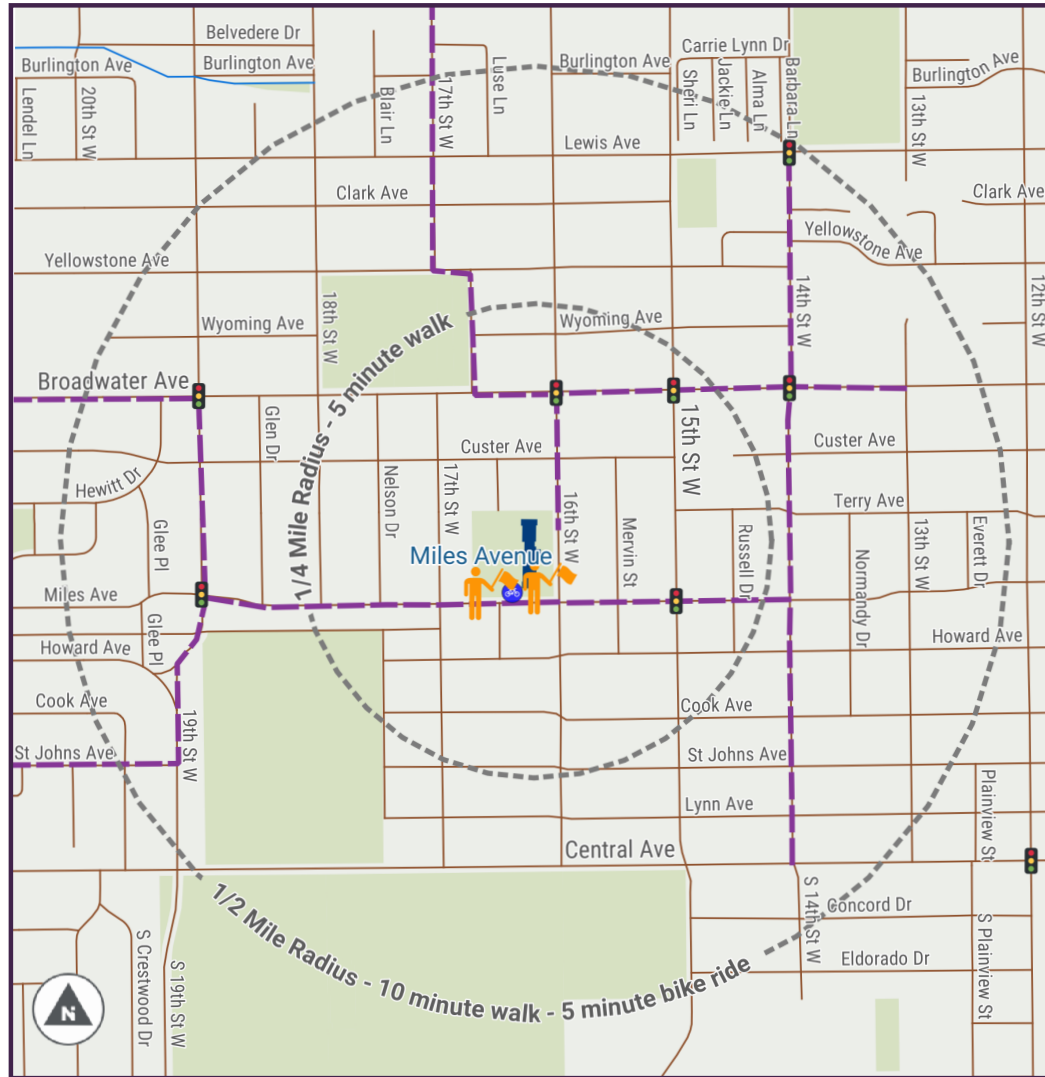 Belvedere Dr
Burlington Ave
Burlington Ave
Burlington Ave
Burlington Ave
Carrie Lynn Dr
Lendel Ln
20th St W
Blair Ln
17th St W
Luse Ln
Sheri Ln
Jackie Ln
Alma Ln
Barbara Ln
13th St W
Lewis Ave
Clark Ave
Clark Ave
Yellowstone Ave
Yellowstone Ave
18th St W
14th St W
12th St W
Wyoming Ave
Wyoming Ave
Broadwater Ave
1/4 Mile Radius - 5 minute walk
Glen Dr
15th St W
Custer Ave
Custer Ave
Hewitt Dr
Nelson Dr
17th St W
16th St W
Mervin St
Terry Ave
Glee Pl
Russell Dr
Normandy Dr
13th St W
Everett Dr
Miles Avenue
Miles Ave
Glee Pl
Howard Ave
Howard Ave
Cook Ave
Cook Ave
19th St W
St Johns Ave
St Johns Ave
Lynn Ave
Plainview St
Central Ave
S 14th St W
Concord Dr
1/2 Mile Radius - 10 minute walk - 5 minute bike ride
Eldorado Dr
S Plainview St
S Crestwood Dr
S 19th St W
N